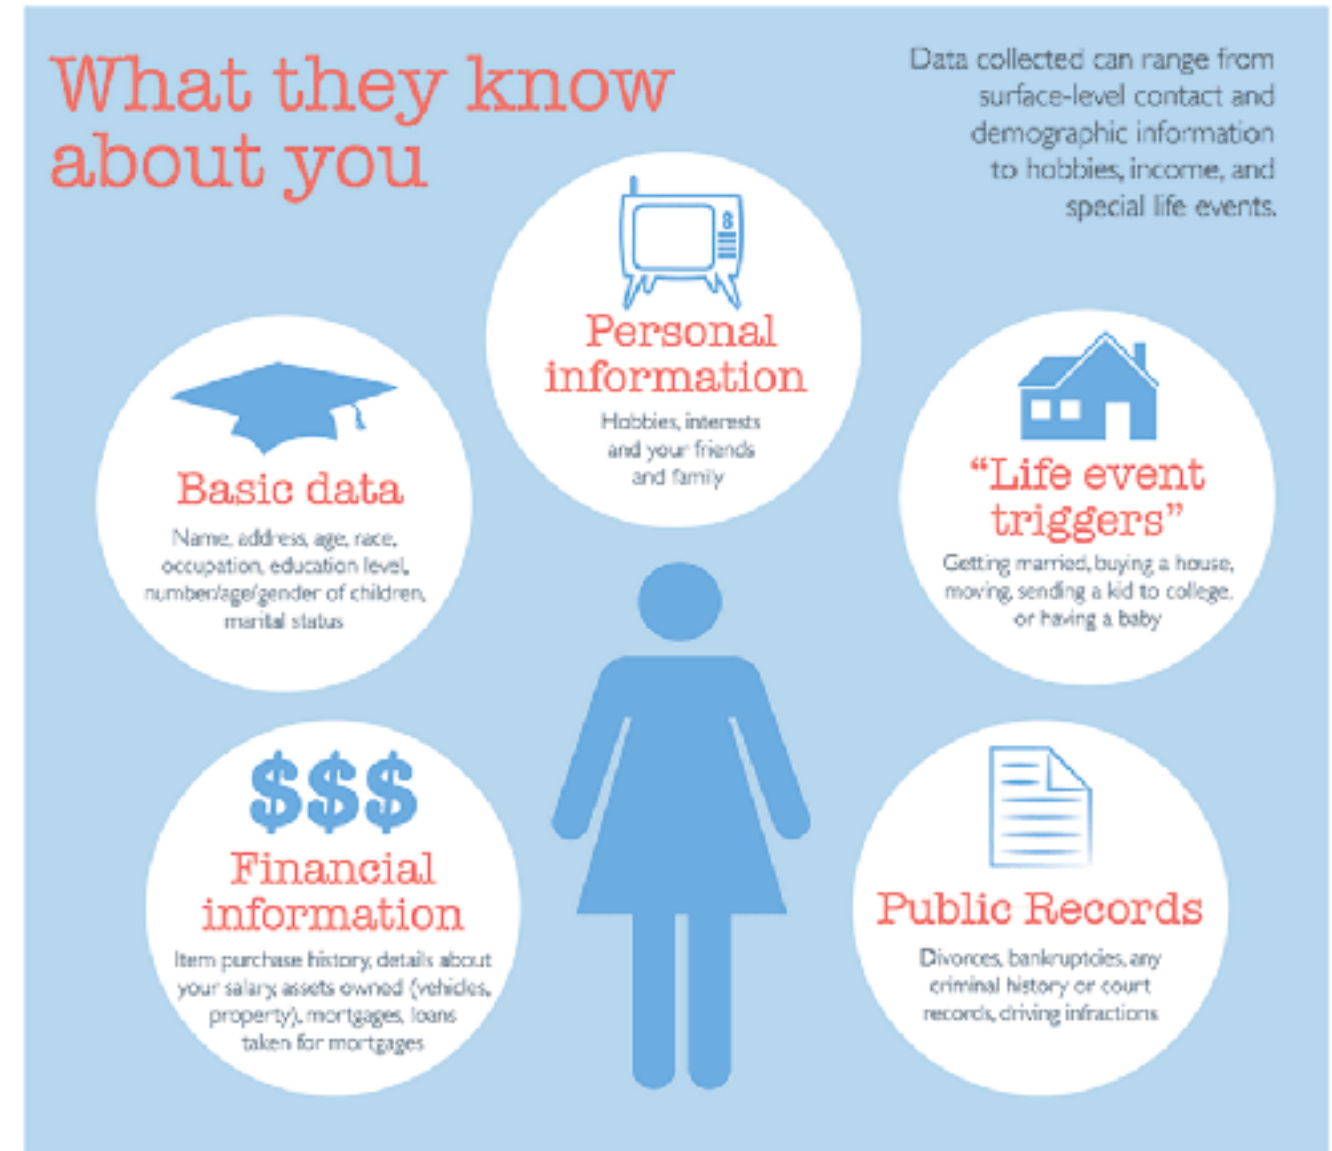 What they know
about you
Data collected can range from
surface-level contact and
demographic information
to hobbies, income, and
special life events.
Personal
information
Hobbies, interests
and your friends
and family
Basic data
Name, address, age, race,
occupation, education level,
number/age/gender of children,
marital status
“Life event
triggers”
Getting married, buying a house,
moving, sending a kid to college,
or having a baby
$$$
Financial
information
Item purchase history, details about
your salary, assets owned (vehicles,
property), mortgages, loans
taken for mortgages
Public Records
Divorces, bankruptcies, any
criminal history or court
records, driving infractions